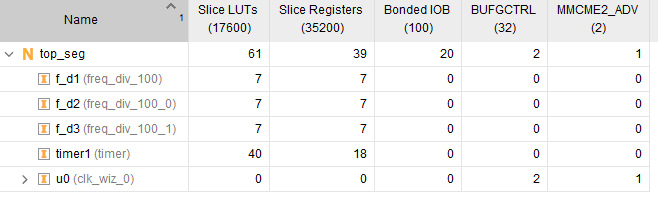 Name 1 Slice LUTs (17600) Slice Registers (35200) Bonded IOB (100) BUFGCTRL (32) MMCME2_ADV (2)
N top_seg 61 39 20 2 1
I f_d1 (freq_div_100) 7 7 0 0 0
I f_d2 (freq_div_100_0) 7 7 0 0 0
I f_d3 (freq_div_100_1) 7 7 0 0 0
I timer1 (timer) 40 18 0 0 0
I u0 (clk_wiz_0) 0 0 0 2 1